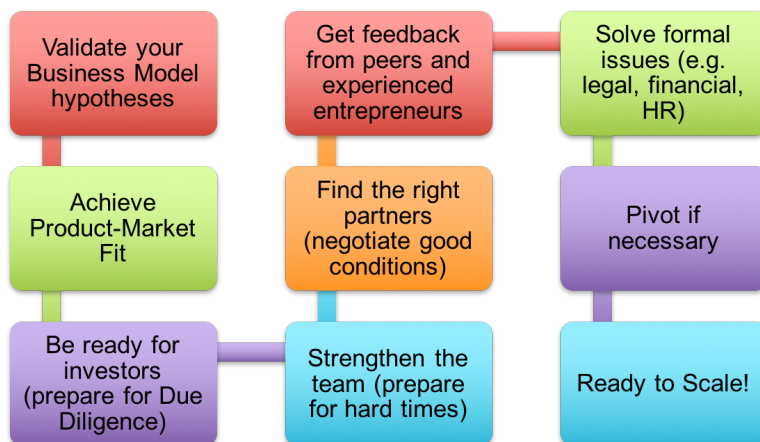 Validate your
Business Model
hypotheses
Achieve
Product-Market
Fit
Be ready for
investors
(prepare for Due
Diligence)
Strengthen the
team (prepare
for hard times)
Find the right
partners
(negotiate good
conditions)
Get feedback
from peers and
experienced
entrepreneurs
Solve formal
issues (e.g.
legal, financial,
HR)
Pivot if
necessary
Ready to Scale!